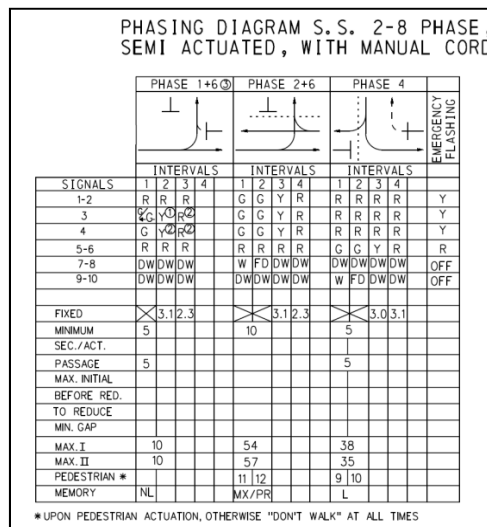 PHASING DIAGRAM S.S. 2-8 PHASE
SEMI ACTUATED, WITH MANUAL CORD
PHASE 1+6③ PHASE 2+6 PHASE 4
EMERGENCY FLASHING
INTERVALS INTERVALS INTERVALS
SIGNALS 1 2 3 4 1 2 3 4 1 2 3 4
1-2 R R R G G Y R R R R R Y
3 G Y① R② G G Y R R R R R Y
4 G Y② R② G G Y R R R R R Y
5-6 R R R R R R R G G Y R R
7-8 DW DW DW W FD DW DW DW DW DW DW OFF
9-10 DW DW DW DW DW DW DW W FD DW DW OFF
FIXED 3.1 2.3 3.1 2.3 3.0 3.1
MINIMUM 5 10 5
SEC./ACT.
PASSAGE 5 5
MAX. INITIAL
BEFORE RED.
TO REDUCE
MIN. GAP
MAX. I 10 54 38
MAX. II 10 57 35
PEDESTRIAN * 11 12 9 10
MEMORY NL MX/PR L
*UPON PEDESTRIAN ACTUATION, OTHERWISE "DON'T WALK" AT ALL TIMES